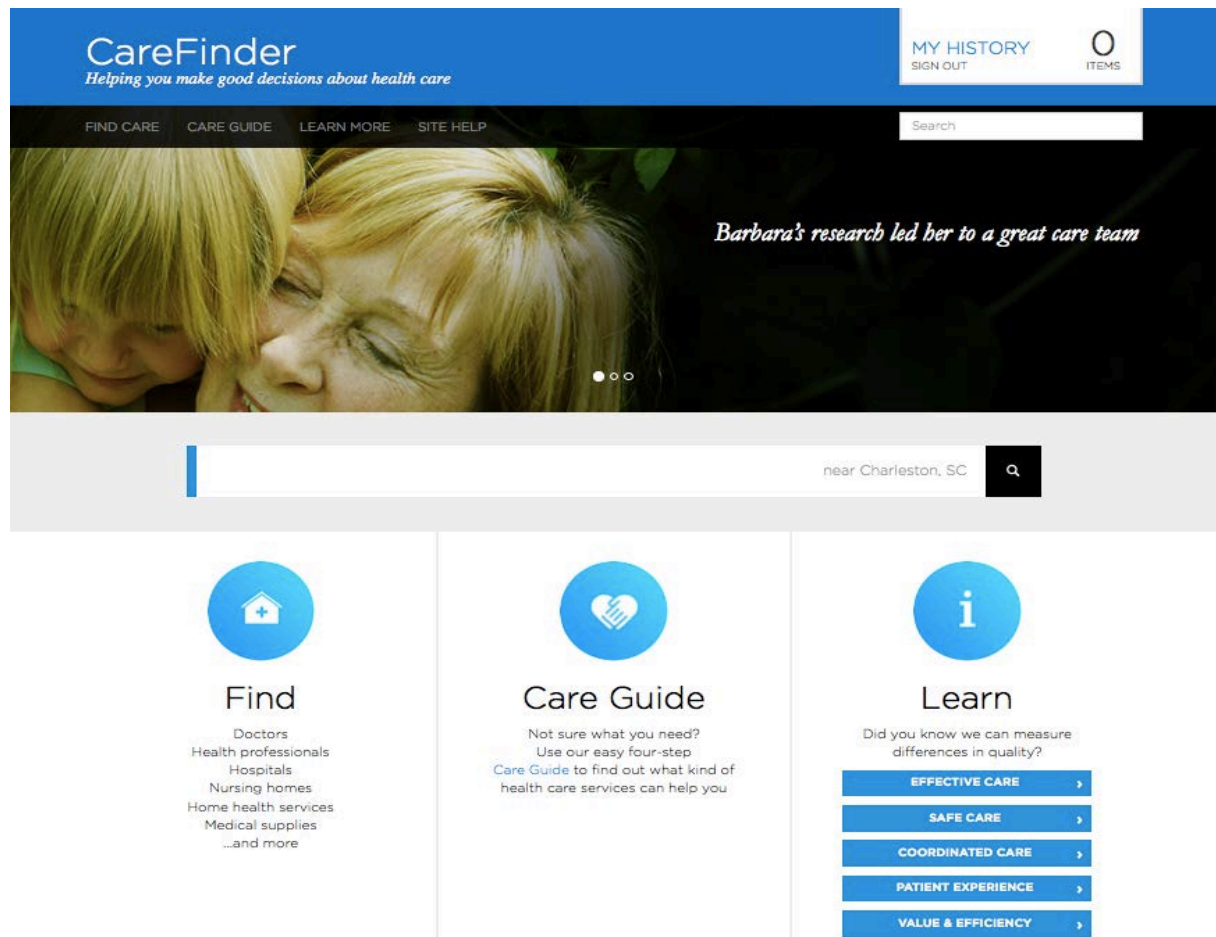 CareFinder
Helping you make good decisions about health care
MY HISTORY
SIGN OUT
0
ITEMS
FIND CARE
CARE GUIDE
LEARN MORE
SITE HELP
Search
Barbara's research led her to a great care team
near Charleston, SC
Find
Doctors
Health professionals
Hospitals
Nursing homes
Home health services
Medical supplies
...and more
Care Guide
Not sure what you need?
Use our easy four-step
Care Guide to find out what kind of
health care services can help you
Learn
Did you know we can measure
differences in quality?
EFFECTIVE CARE
SAFE CARE
COORDINATED CARE
PATIENT EXPERIENCE
VALUE & EFFICIENCY